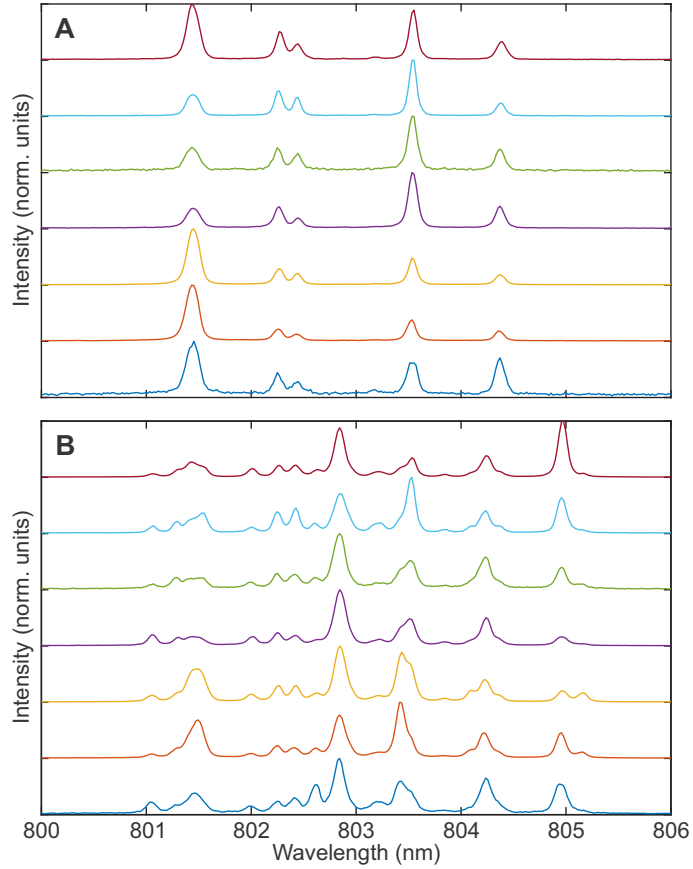 A
Intensity (norm. units)
B
Intensity (norm. units)
800 801 802 803 804 805 806
Wavelength (nm)